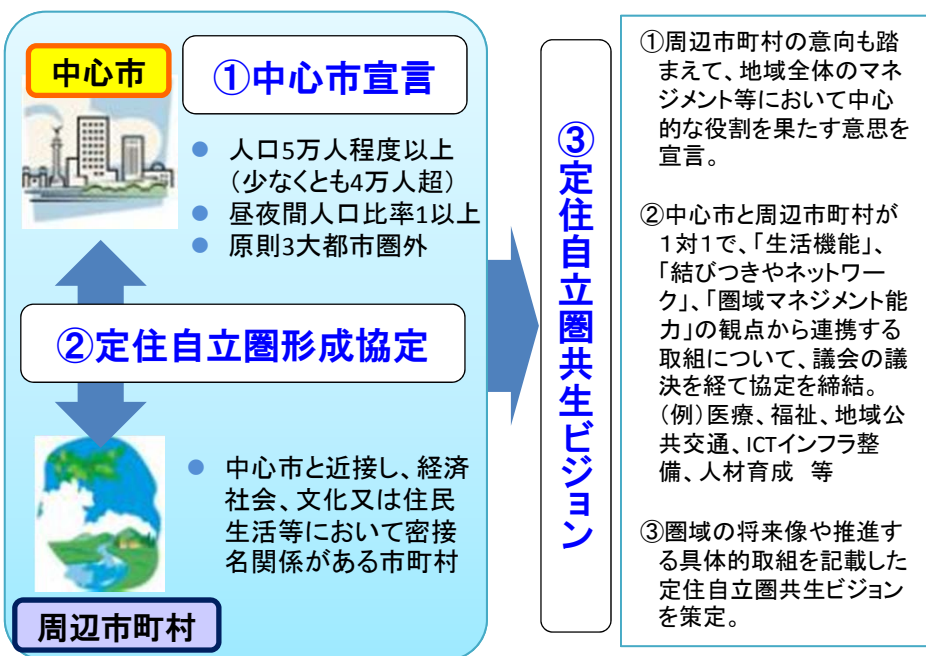 中心市
①中心市宣言
● 人口5万人程度以上
(少なくとも4万人超)
● 昼夜間人口比率1以上
● 原則3大都市圏外
②定住自立圏形成協定
● 中心市と近接し、経済
社会、文化又は住民
生活等において密接
名関係がある市町村
周辺市町村
③定住自立圏共生ビジョン
①周辺市町村の意向も踏
まえて、地域全体のマネ
ジメント等において中心
的な役割を果たす意思を
宣言。
②中心市と周辺市町村が
1対1で、「生活機能」、
「結びつきやネットワー
ク」、「圏域マネジメント能
力」の観点から連携する
取組について、議会の議
決を経て協定を締結。
(例)医療、福祉、地域公
共交通、ICTインフラ整
備、人材育成 等
③圏域の将来像や推進す
る具体的取組を記載した
定住自立圏共生ビジョン
を策定。